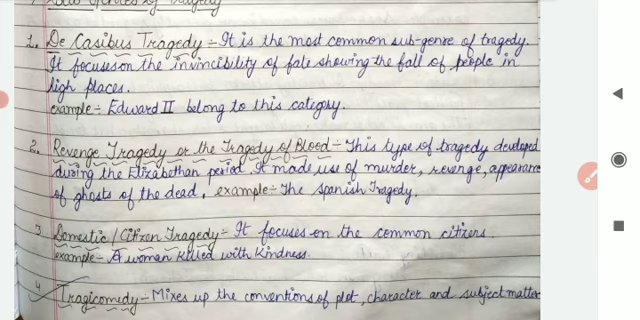 of Tragedy
1. De Casibus Tragedy :- It is the most common sub-genre of tragedy.
It focuses on the invincibility of fate showing the fall of people in
high places.
example :- Edward II belong to this category.
2. Revenge Tragedy or the Tragedy of Blood :- This type of tragedy developed
during the Elizabethan period. It made use of murder, revenge, appearance
of ghosts of the dead. example :- The Spanish Tragedy.
3. Domestic / Citizen Tragedy :- It focuses on the common citizens.
example :- A woman killed with kindness.
4. Tragicomedy - Mixes up the conventions of plot, character and subject matter